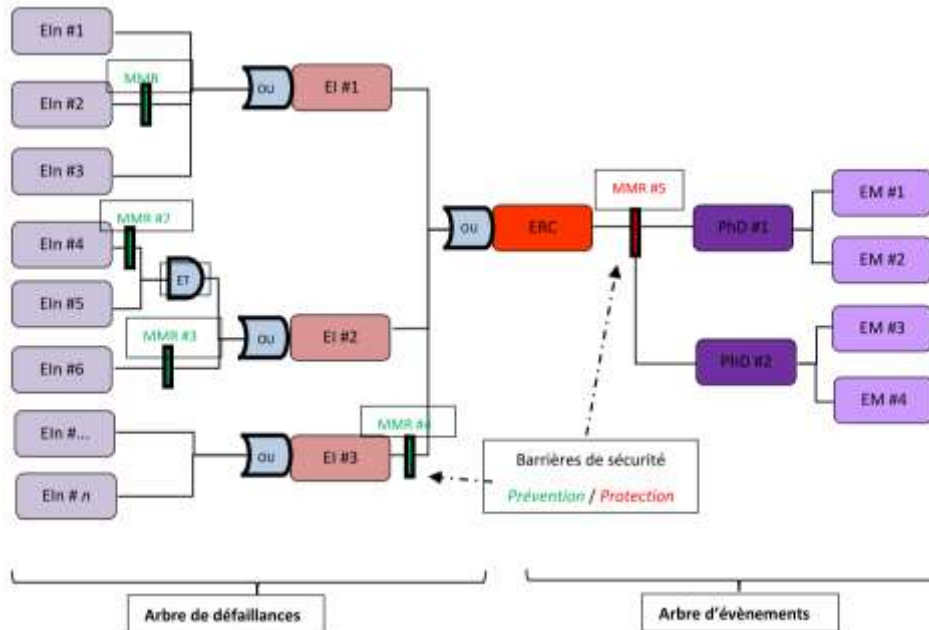 EIn #1
MMR
EIn #2
OU
EI #1
EIn #3
MMR #2
EIn #4
ET
EIn #5
MMR #3
EIn #6
OU
EI #2
EIn #...
MMR #4
OU
EI #3
EIn # n
OU
ERC
MMR #5
PhD #1
PhD #2
EM #1
EM #2
EM #3
EM #4
Barrières de sécurité
Prévention / Protection
Arbre de défaillances
Arbre d'évènements